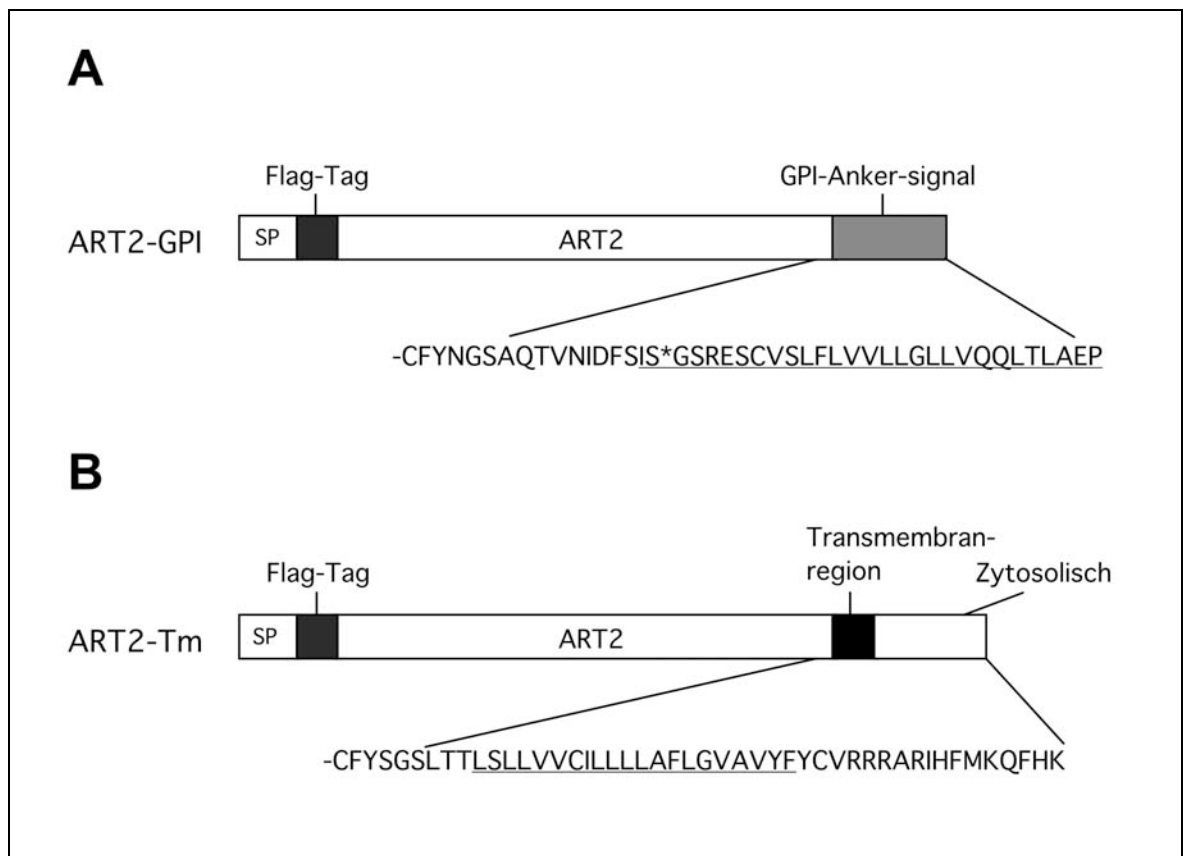 A
Flag-Tag
GPI-Anker-signal
ART2-GPI
SP
ART2
-CFYNGSAQTVNIDFSIS*GSRESCVSLFLVVLLGLLVQQLTLAEP
B
Transmembran-
region
Flag-Tag
Zytosolisch
ART2-Tm
SP
ART2
-CFYSGSLTTLSLLVVCILLLLAFLGVAVYFYCVRRRARIHFMKQFHK